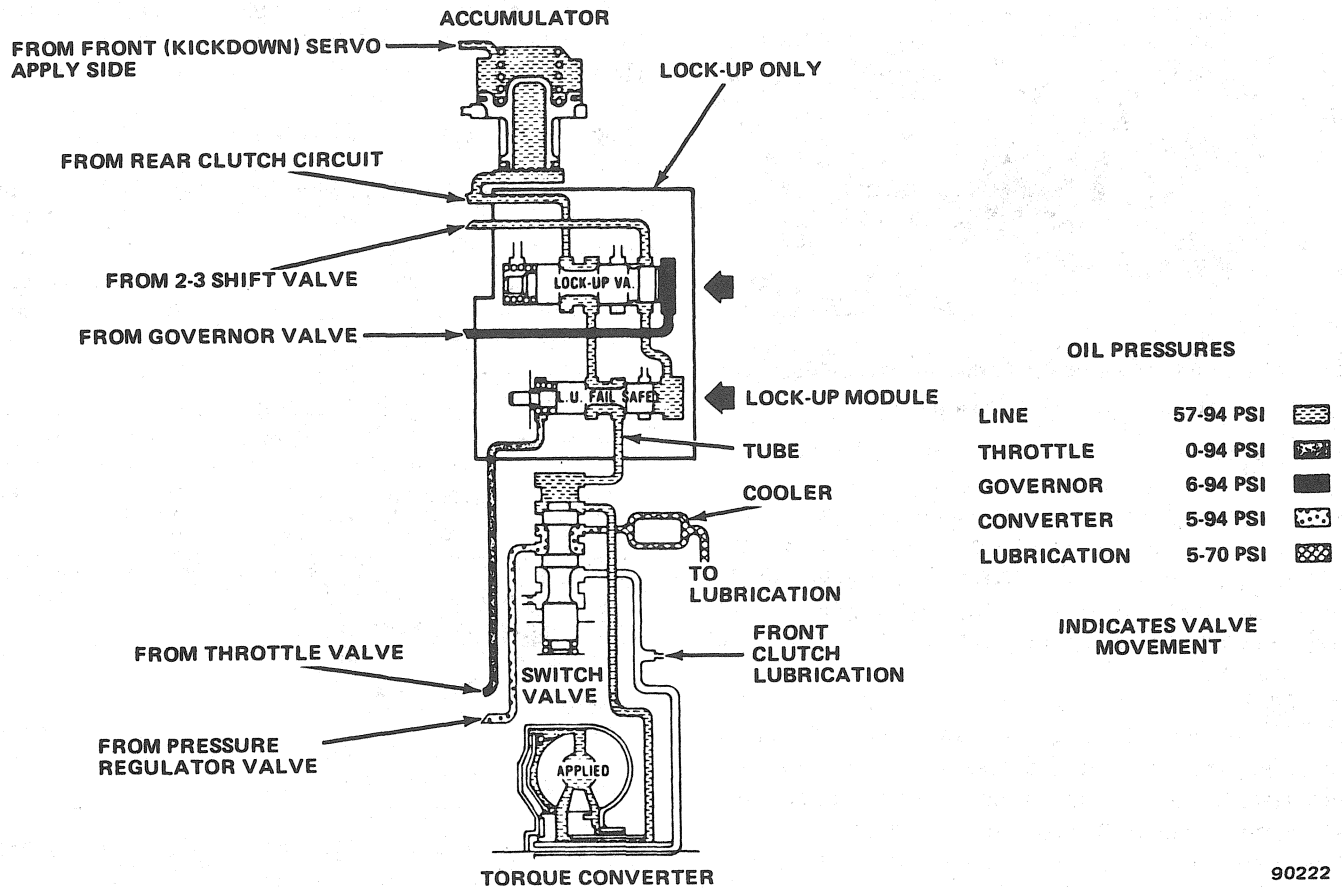 ACCUMULATOR
FROM FRONT (KICKDOWN) SERVO
APPLY SIDE
LOCK-UP ONLY
FROM REAR CLUTCH CIRCUIT
FROM 2-3 SHIFT VALVE
LOCK-UP VA.
FROM GOVERNOR VALVE
L.U. FAIL SAFE
LOCK-UP MODULE
TUBE
COOLER
TO
LUBRICATION
FROM THROTTLE VALVE
SWITCH
VALVE
FRONT
CLUTCH
LUBRICATION
FROM PRESSURE
REGULATOR VALVE
APPLIED
TORQUE CONVERTER
OIL PRESSURES
LINE 57-94 PSI
THROTTLE 0-94 PSI
GOVERNOR 6-94 PSI
CONVERTER 5-94 PSI
LUBRICATION 5-70 PSI
INDICATES VALVE
MOVEMENT
90222